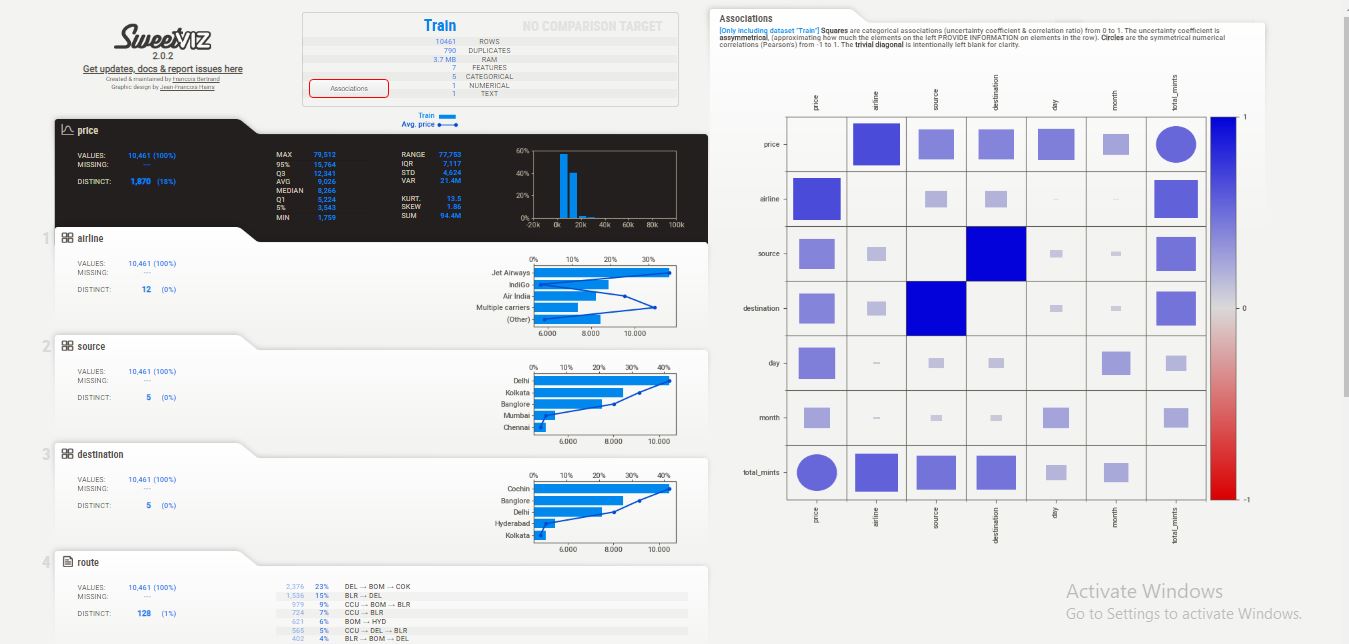 SweetVIZ
2.0.2
Get updates, docs & report issues here
Created & maintained by Francois Bertrand
Graphic design by Jean-Francois Hains
Train
NO COMPARISON TARGET
10461 ROWS
790 DUPLICATES
3.7 MB RAM
7 FEATURES
5 CATEGORICAL
1 NUMERICAL
1 TEXT
Associations
Train
Avg. price
price
VALUES: 10,461 (100%)
MISSING: ---
DISTINCT: 1,870 (18%)
MAX 79,512
95% 15,764
Q3 12,341
AVG 9,026
MEDIAN 8,266
Q1 5,224
5% 3,543
MIN 1,759
RANGE 77,753
IQR 7,117
STD 4,624
VAR 21.4M
KURT. 13.5
SKEW 1.86
SUM 94.4M
60%
40%
20%
0%
-20k 0k 20k 40k 60k 80k 100k
1 airline
VALUES: 10,461 (100%)
MISSING: ---
DISTINCT: 12 (0%)
0% 10% 20% 30%
Jet Airways
IndiGo
Air India
Multiple carriers
(Other)
6.000 8.000 10.000
2 source
VALUES: 10,461 (100%)
MISSING: ---
DISTINCT: 5 (0%)
0% 10% 20% 30% 40%
Delhi
Kolkata
Banglore
Mumbai
Chennai
6.000 8.000 10.000
3 destination
VALUES: 10,461 (100%)
MISSING: ---
DISTINCT: 5 (0%)
0% 10% 20% 30% 40%
Cochin
Banglore
Delhi
Hyderabad
Kolkata
6.000 8.000 10.000
4 route
VALUES: 10,461 (100%)
MISSING: ---
DISTINCT: 128 (1%)
2,376 23% DEL → BOM → COK
1,536 15% BLR → DEL
979 9% CCU → BOM → BLR
724 7% CCU → BLR
621 6% BOM → HYD
565 5% CCU → DEL → BLR
402 4% BLR → BOM → DEL
Associations
[Only including dataset "Train"] Squares are categorical associations (uncertainty coefficient & correlation ratio) from 0 to 1. The uncertainty coefficient is
assymmetrical, (approximating how much the elements on the left PROVIDE INFORMATION on elements in the row). Circles are the symmetrical numerical
correlations (Pearson's) from -1 to 1. The trivial diagonal is intentionally left blank for clarity.
price airline source destination day month total_mints
price
airline
source
destination
day
month
total_mints
price airline source destination day month total_mints
1
0
-1
Activate Windows
Go to Settings to activate Windows.